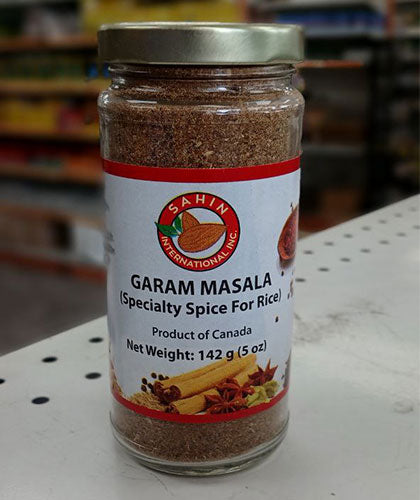 SAHIN
INTERNATIONAL INC.
GARAM MASALA
(Specialty Spice For Rice)
Product of Canada
Net Weight: 142 g (5 oz)